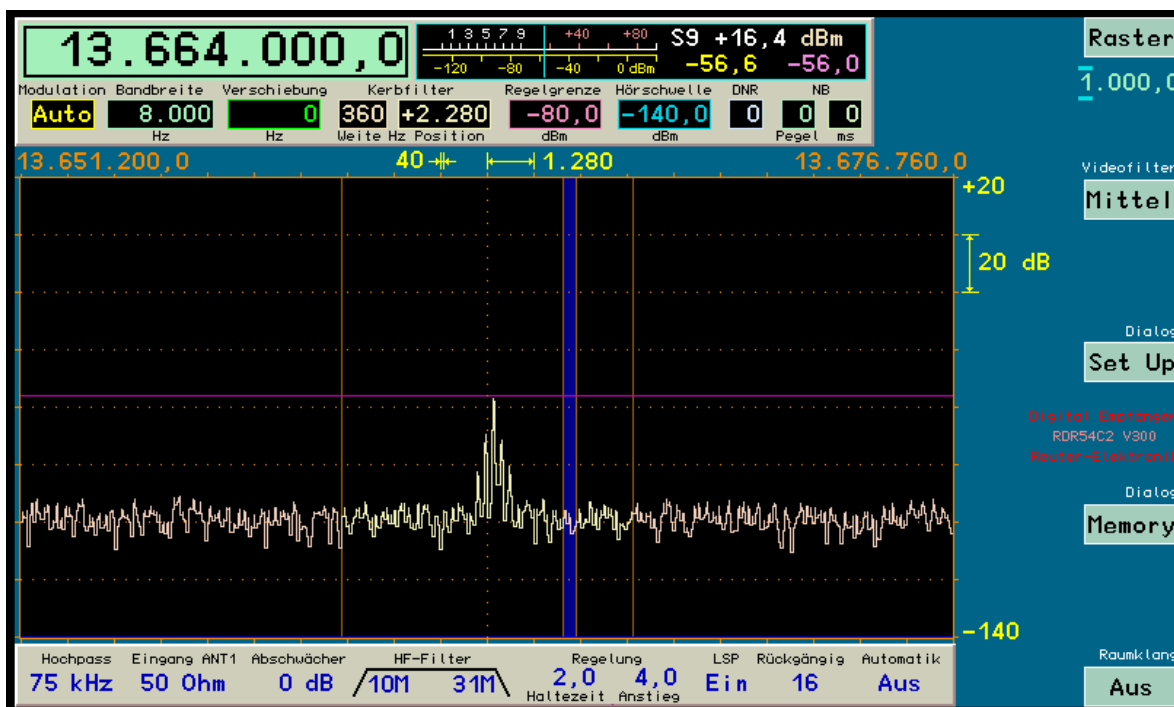 13.664.000,0
1 3 5 7 9 +40 +80 S9 +16,4 dBm
-120 -80 -40 0 dBm -56,6 -56,0
Raster
1.000,0
Modulation Bandbreite Verschiebung Kerbfilter Regelgrenze Hörschwelle DNR NB
Auto 8.000 0 360 +2.280 -80,0 -140,0 0 0 0
Hz Hz Weite Hz Position dBm dBm Pegel ms
13.651.200,0 40 1.280 13.676.760,0
+20
Videofilter
Mittel
20 dB
Dialog
Set Up
Digital Empfänger
RDR54C2 V300
Reuter-Elektronik
Dialog
Memory
-140
Hochpass Eingang ANT1 Abschwächer HF-Filter Regelung LSP Rückgängig Automatik
75 kHz 50 Ohm 0 dB 10M 31M 2,0 4,0 Ein 16 Aus
Haltezeit Anstieg
Raumklang
Aus